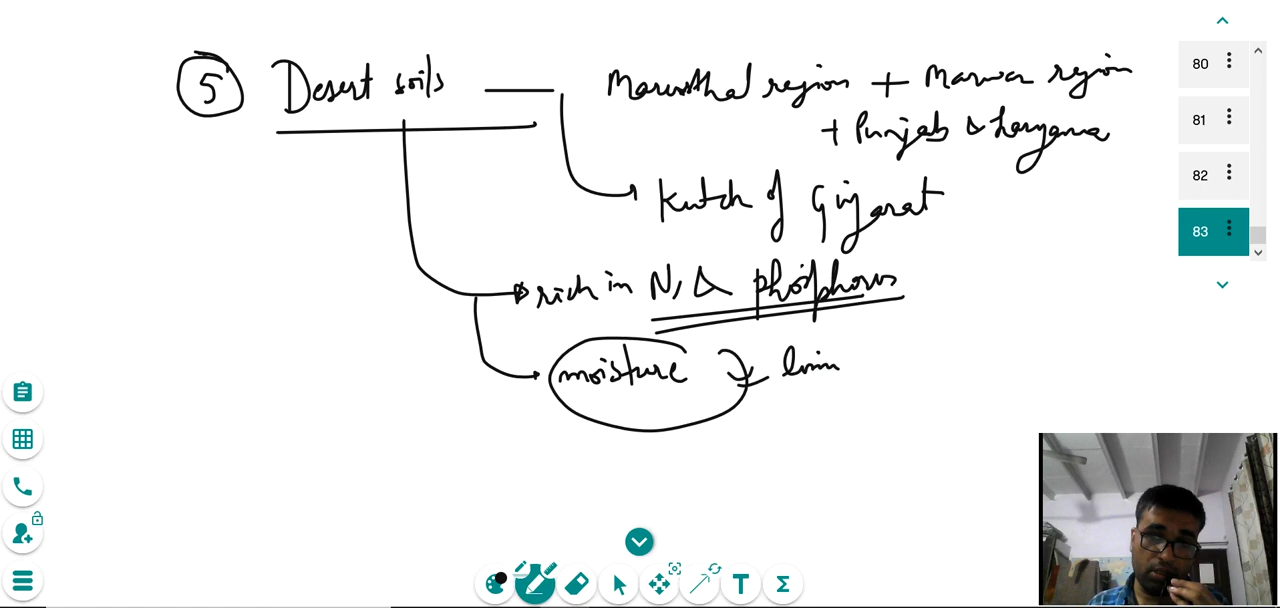 5 Desert soils — Marusthal region + Marwar region
+ Punjab & haryana
Kutch of Gujarat
rich in N, & phosphorus
moisture
80
81
82
83
T
Σ